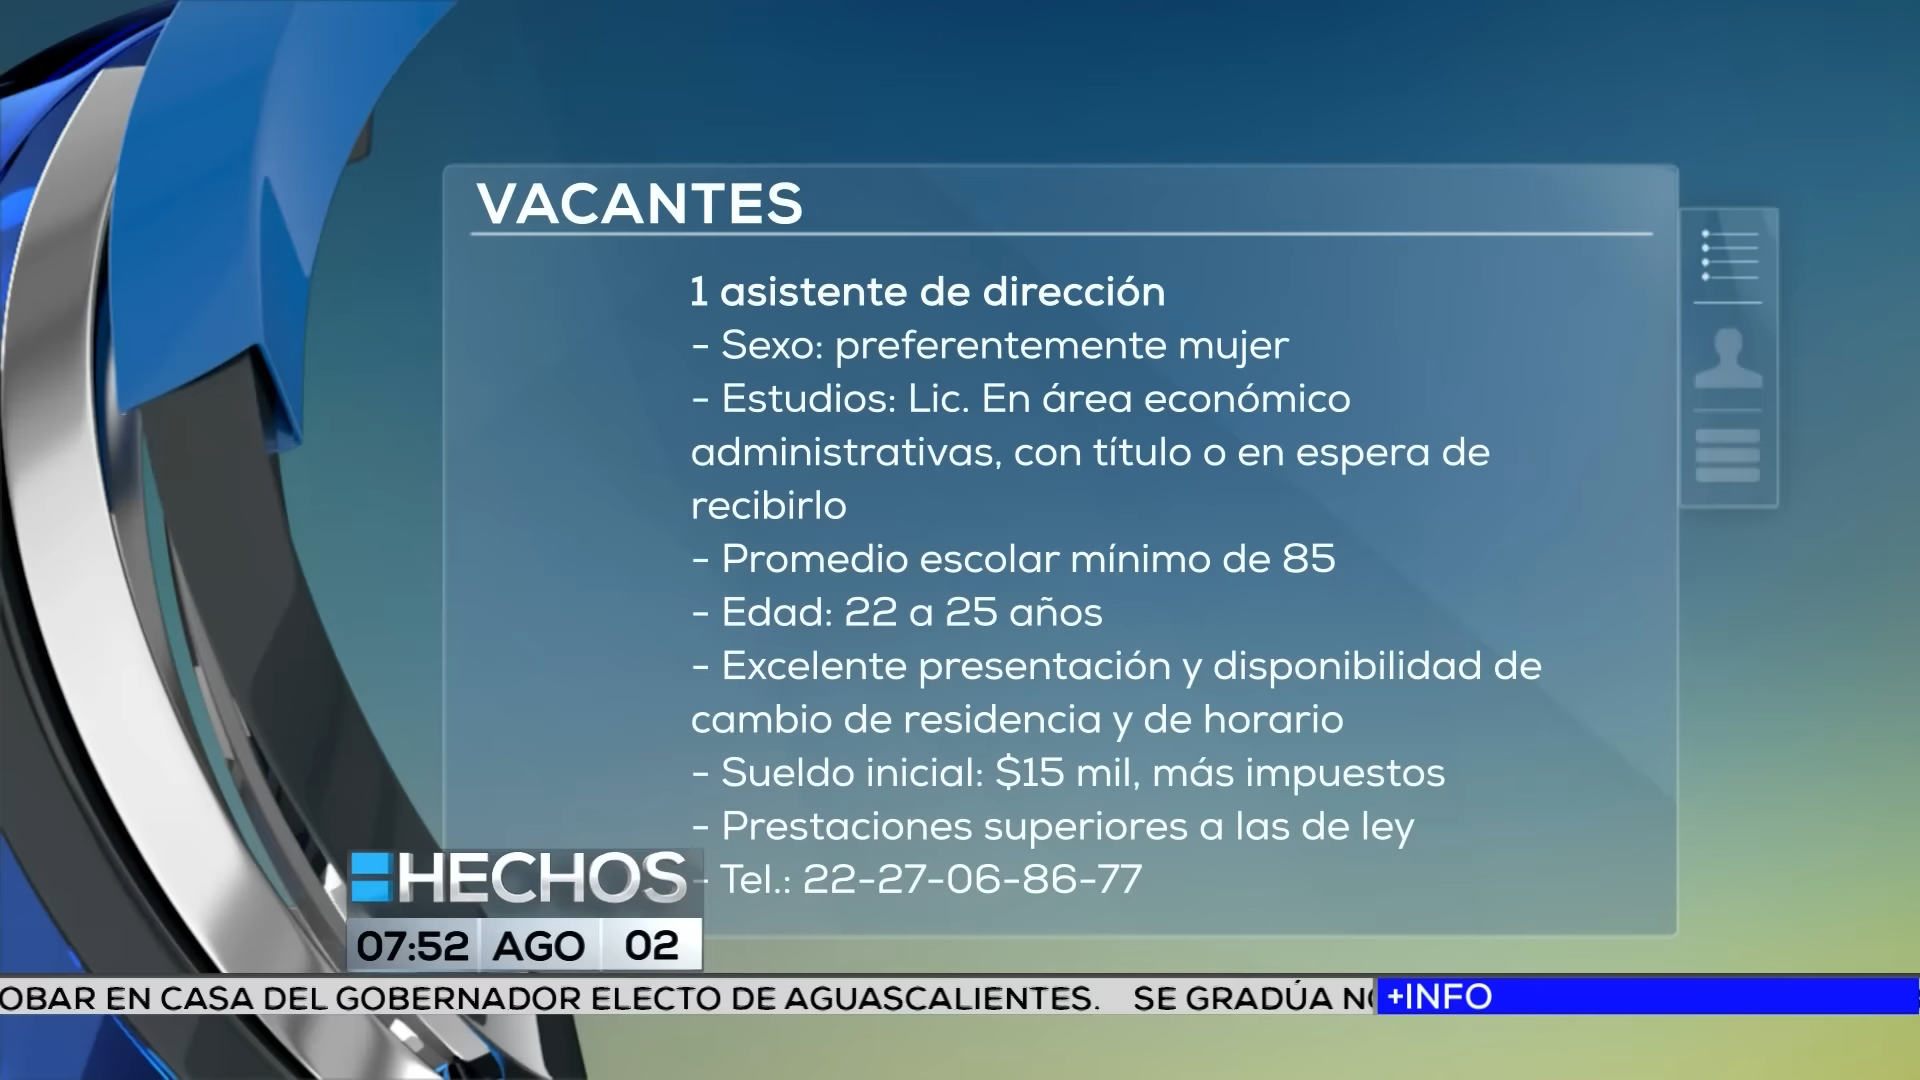 VACANTES
1 asistente de dirección
- Sexo: preferentemente mujer
- Estudios: Lic. En área económico
administrativas, con título o en espera de
recibirlo
- Promedio escolar mínimo de 85
- Edad: 22 a 25 años
- Excelente presentación y disponibilidad de
cambio de residencia y de horario
- Sueldo inicial: $15 mil, más impuestos
- Prestaciones superiores a las de ley
- Tel.: 22-27-06-86-77
HECHOS
07:52 AGO 02
OBAR EN CASA DEL GOBERNADOR ELECTO DE AGUASCALIENTES. SE GRADÚA +INFO